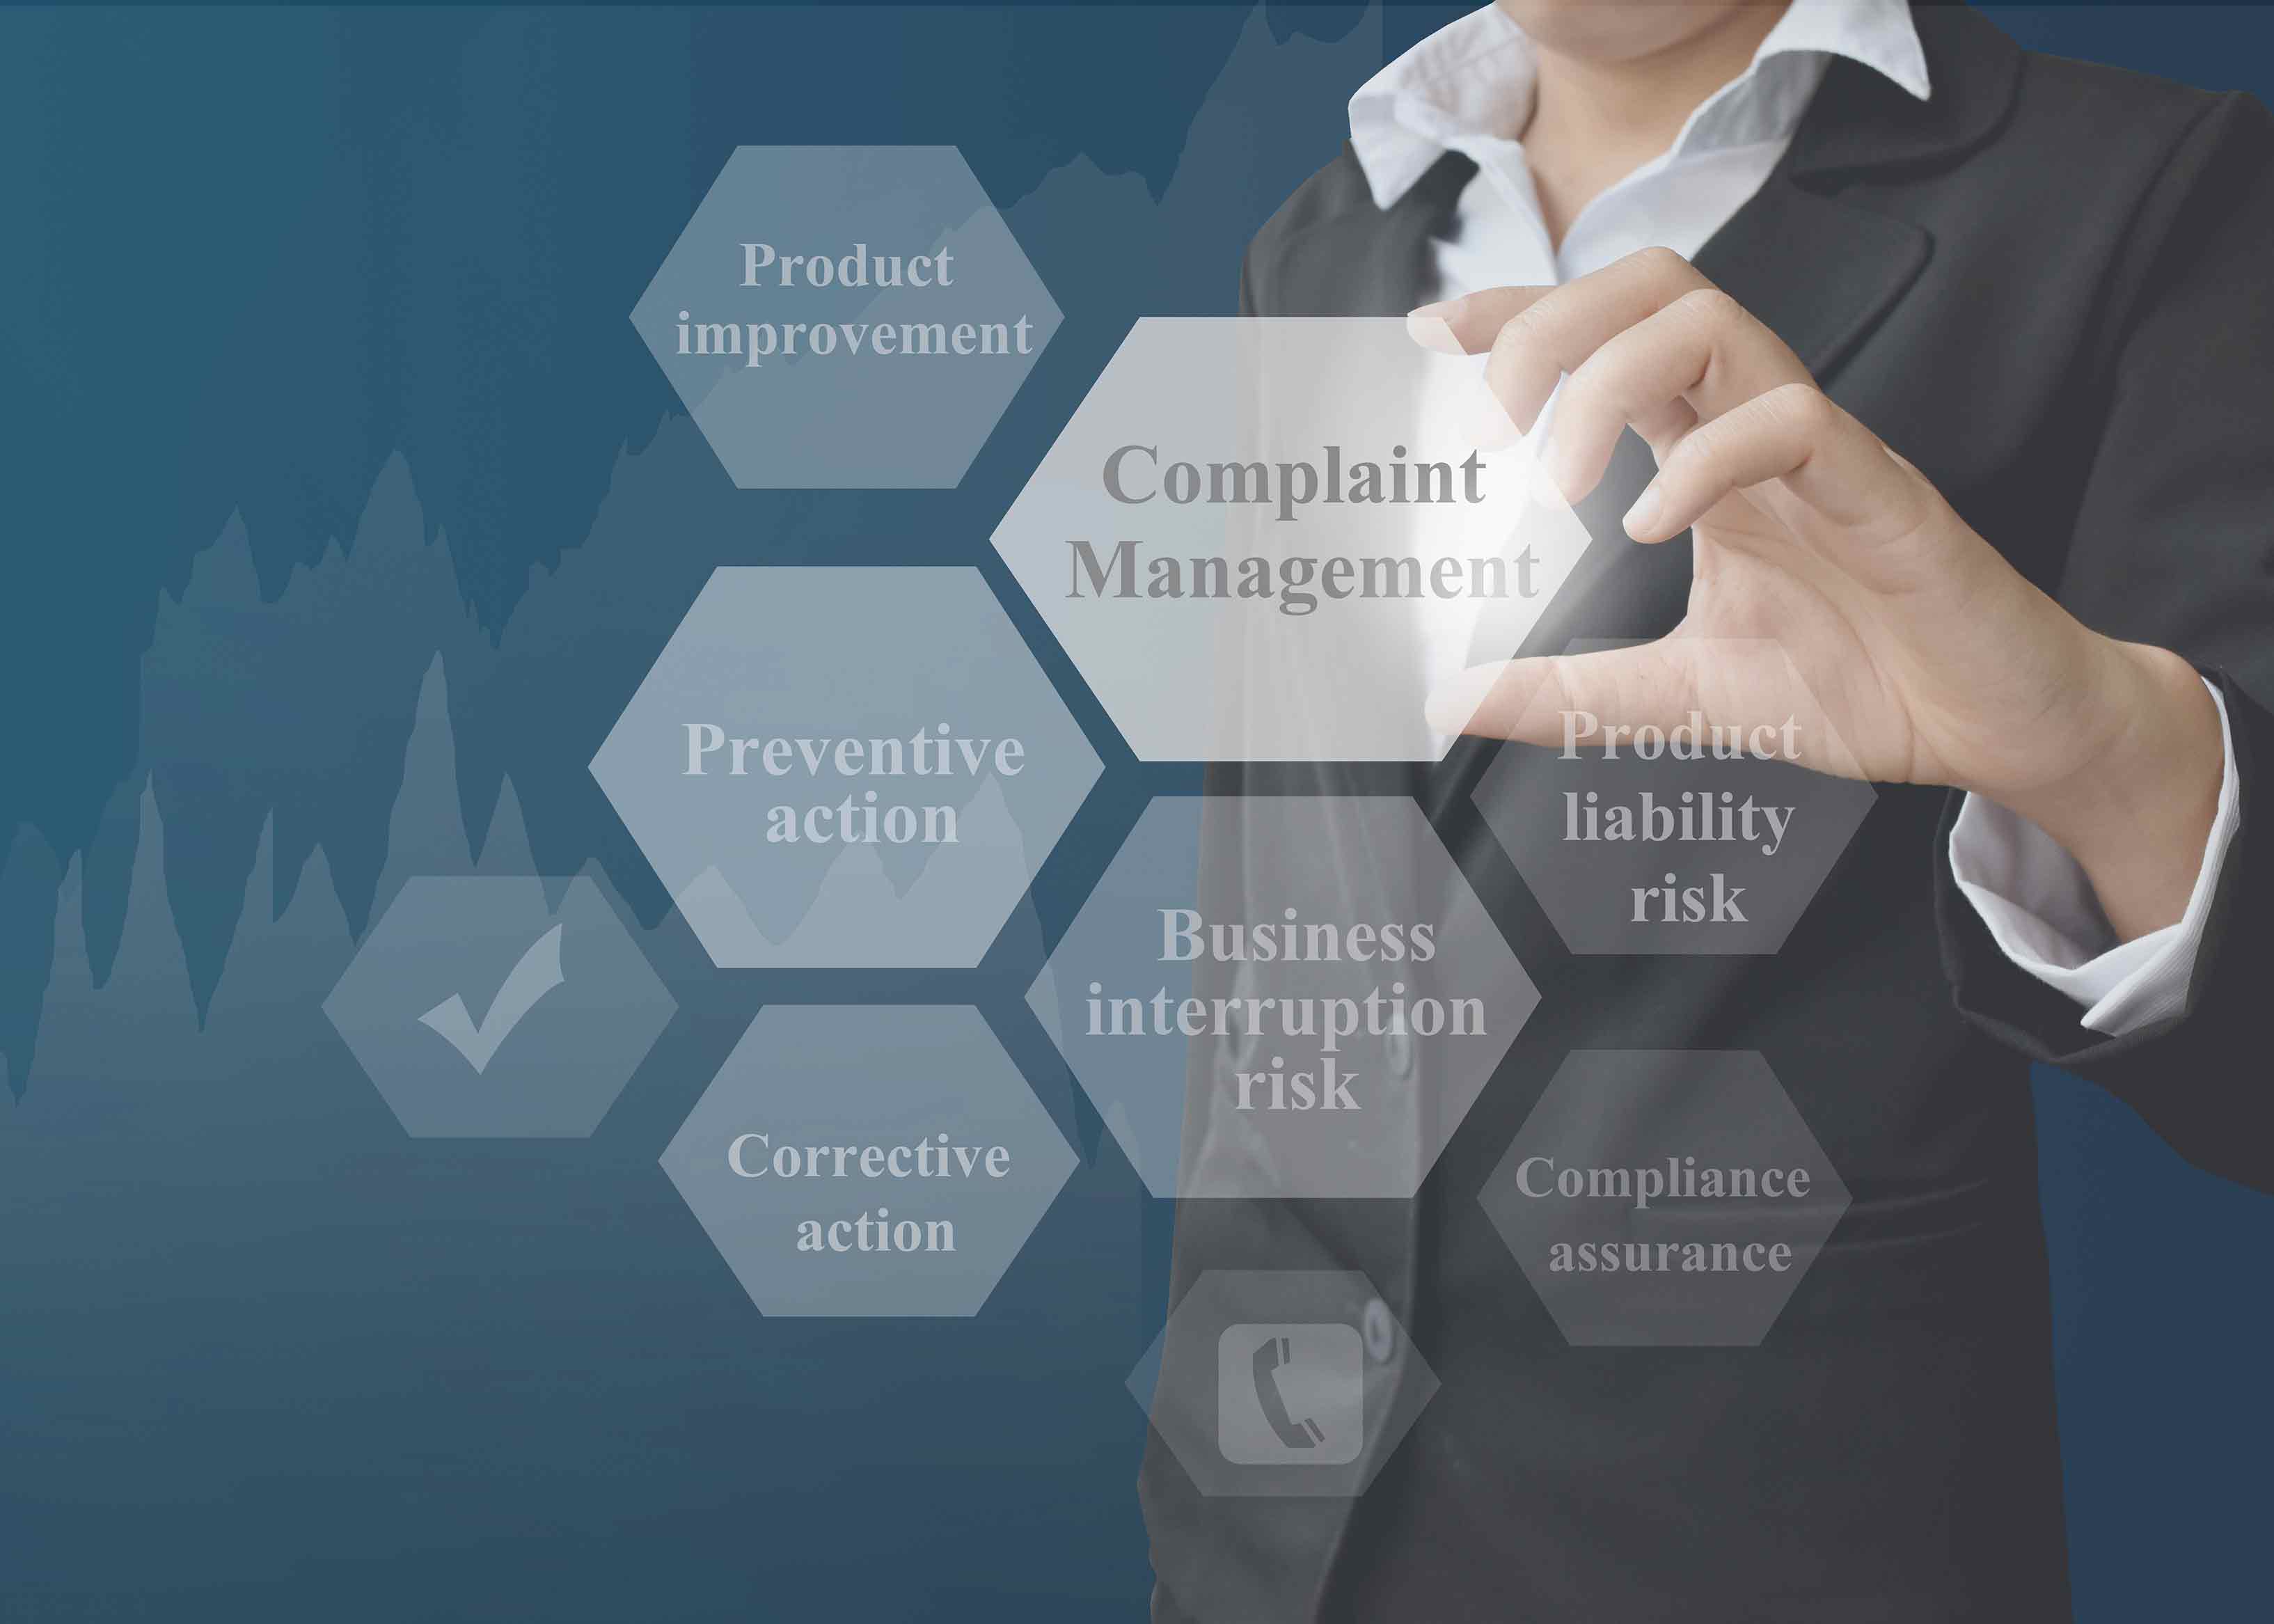 Product
improvement
Complaint
Management
Preventive
action
Product
liability
risk
Business
interruption
risk
Corrective
action
Compliance
assurance